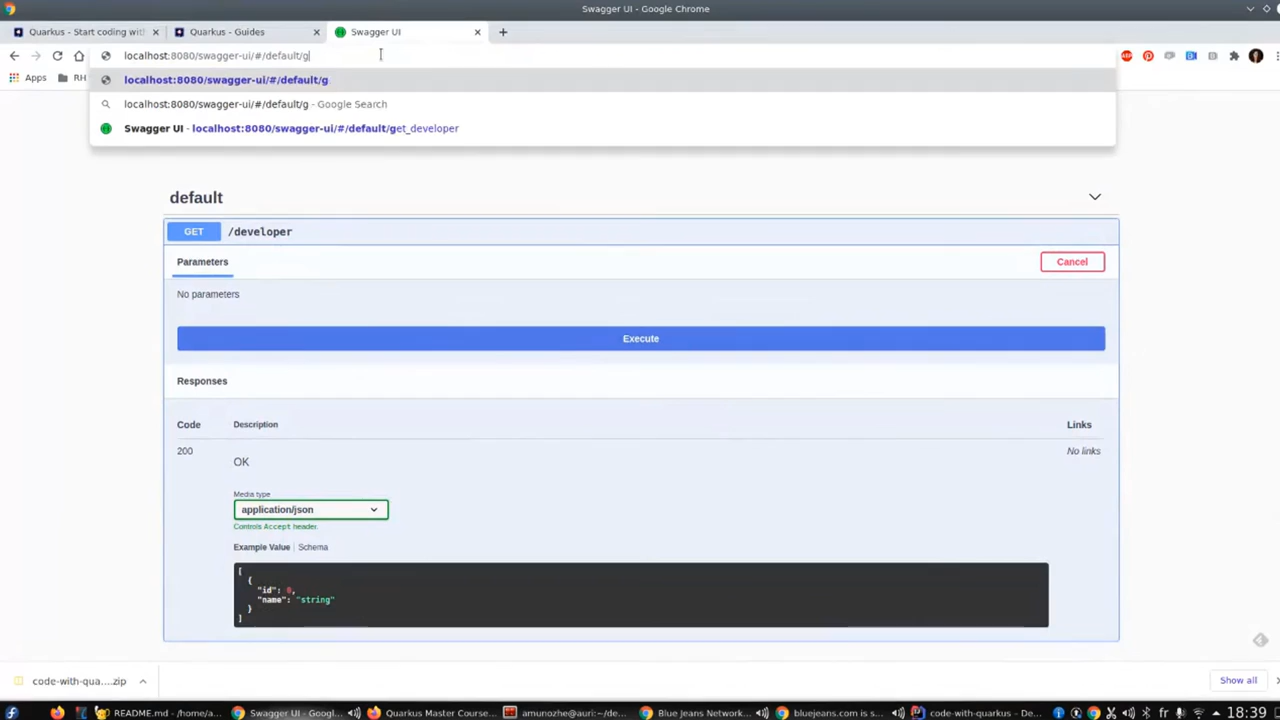 Swagger UI - Google Chrome
Quarkus - Start coding with
Quarkus - Guides
Swagger UI
localhost:8080/swagger-ui/#/default/g
ABP
localhost:8080/swagger-ui/#/default/g
Apps
RH
localhost:8080/swagger-ui/#/default/g - Google Search
Swagger UI - localhost:8080/swagger-ui/#/default/get_developer
default
GET /developer
Parameters
Cancel
No parameters
Execute
Responses
Code Description Links
200 No links
OK
Media type
application/json
Controls Accept header.
Example Value Schema
[
{
"id": 0,
"name": "string"
}
]
code-with-qua....zip
Show all
README.md - /home/a...
Swagger UI - Googl...
Quarkus Master Course...
amunozhe@auri:~/de...
Blue Jeans Network...
bluejeans.com is s...
code-with-quarkus – De...
fr
18:39